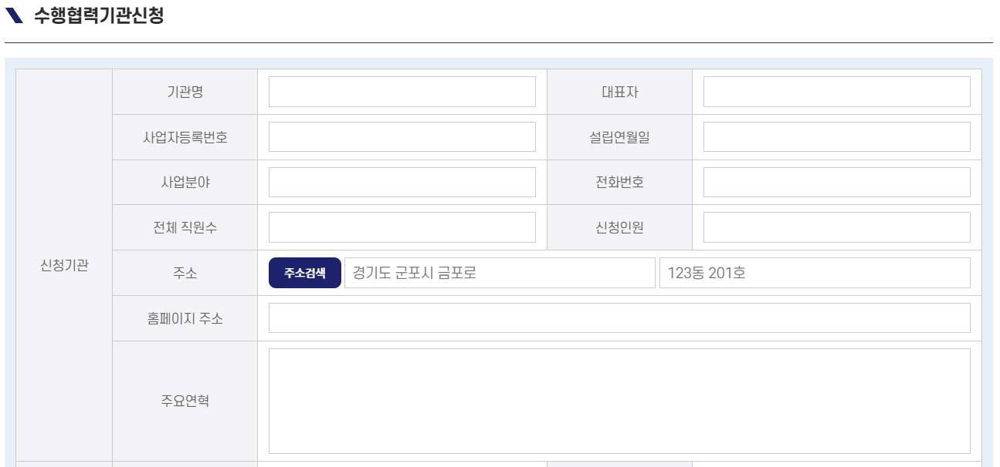 수행협력기관신청
기관명 대표자
사업자등록번호 설립연월일
사업분야 전화번호
전체 직원수 신청인원
신청기관
주소 주소검색 경기도 군포시 금포로 123동 201호
홈페이지 주소
주요연혁